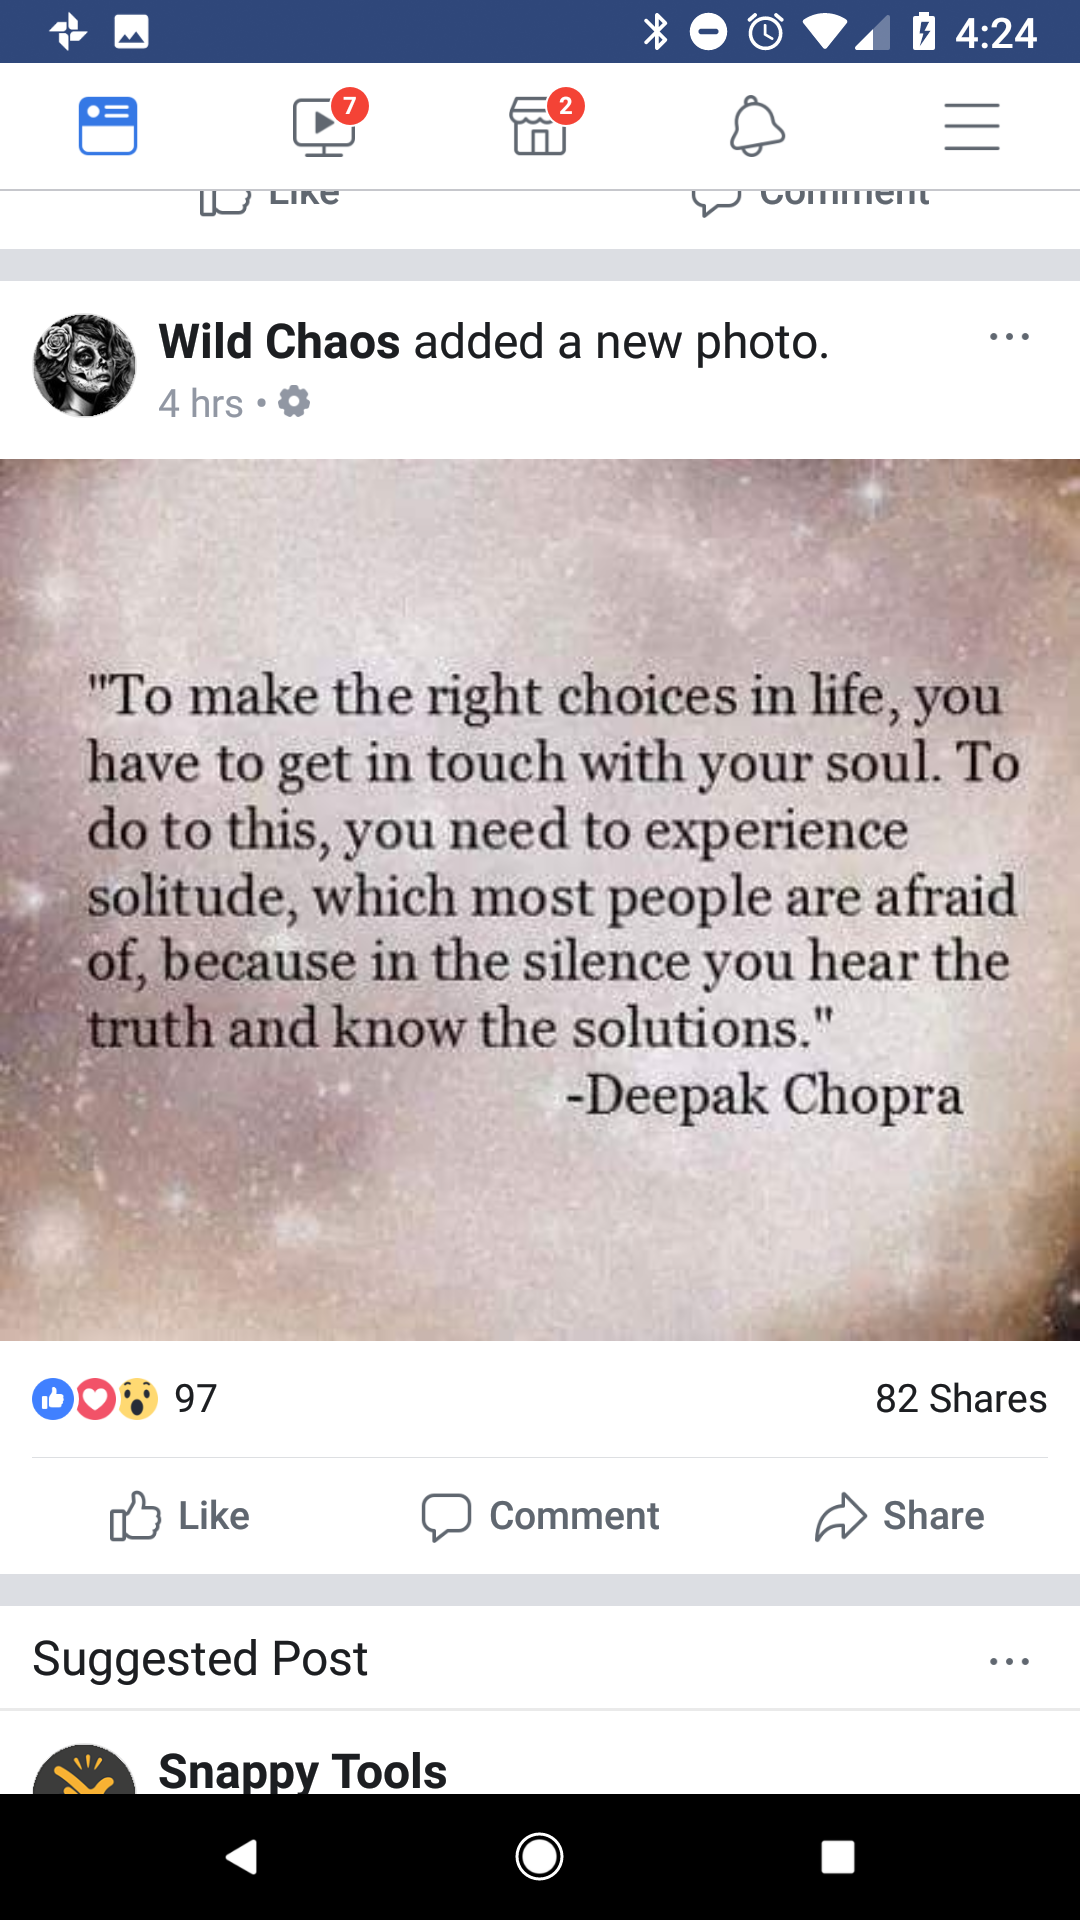 4:24
7
2
Like
Comment
Wild Chaos added a new photo.
4 hrs •
"To make the right choices in life, you
have to get in touch with your soul. To
do to this, you need to experience
solitude, which most people are afraid
of, because in the silence you hear the
truth and know the solutions."
-Deepak Chopra
97
82 Shares
Like
Comment
Share
Suggested Post
Snappy Tools